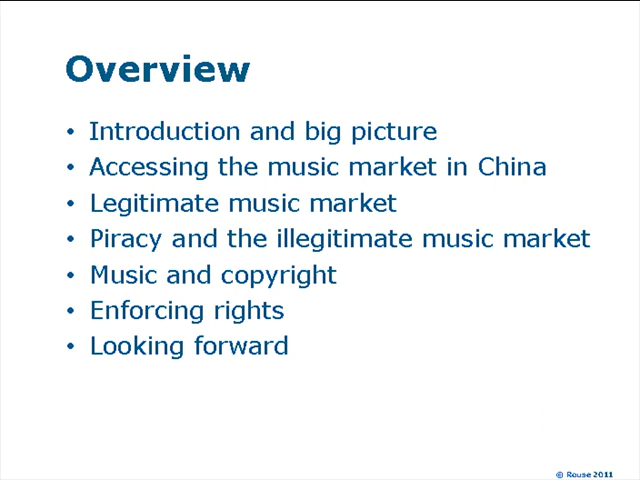 Overview
• Introduction and big picture
• Accessing the music market in China
• Legitimate music market
• Piracy and the illegitimate music market
• Music and copyright
• Enforcing rights
• Looking forward
© Rouse 2011